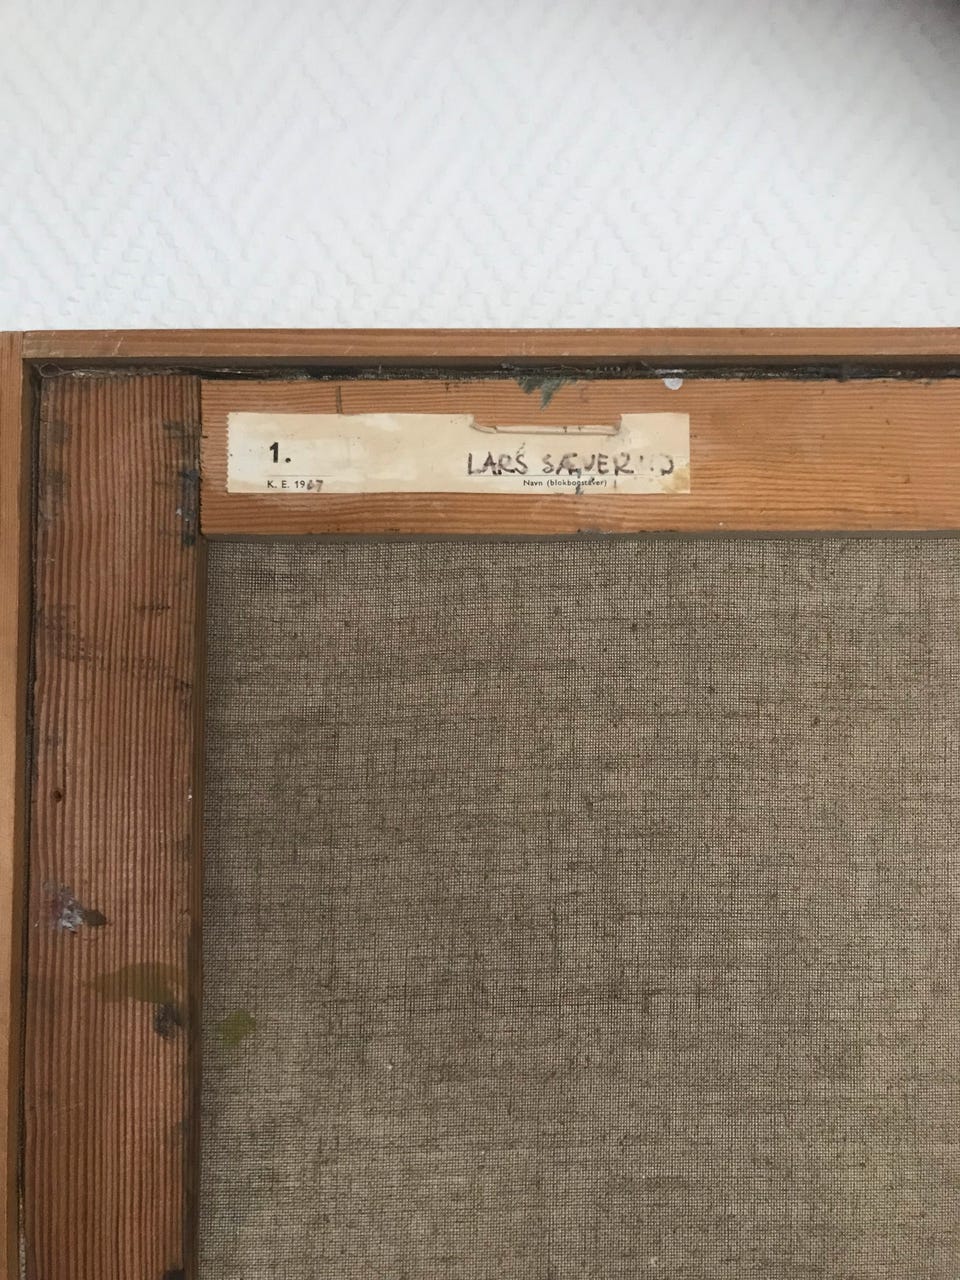 1.
LARS
K. E. 1967
Navn (blokbogstaver)